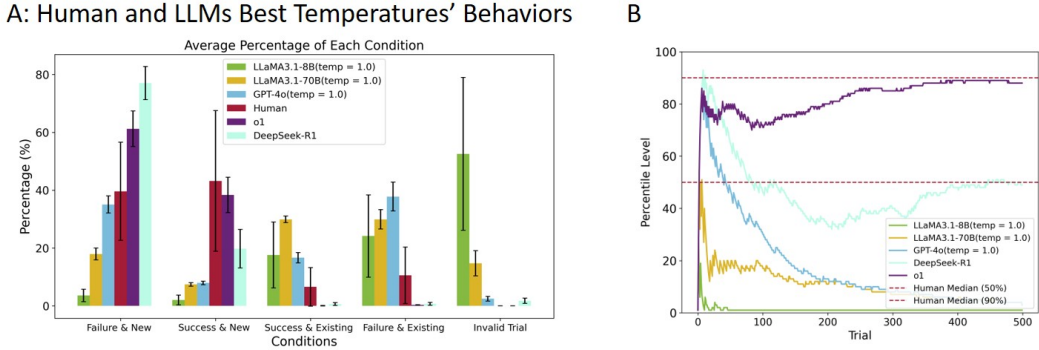 A: Human and LLMs Best Temperatures' Behaviors
B
Average Percentage of Each Condition
LLaMA3.1-8B(temp = 1.0)
LLaMA3.1-70B(temp = 1.0)
GPT-4o(temp = 1.0)
Human
o1
DeepSeek-R1
Percentage (%)
80
60
40
20
0
Failure & New
Success & New
Success & Existing
Failure & Existing
Invalid Trial
Conditions
Percentile Level
100
80
60
40
20
0
LLaMA3.1-8B(temp = 1.0)
LLaMA3.1-70B(temp = 1.0)
GPT-4o(temp = 1.0)
DeepSeek-R1
o1
Human Median (50%)
Human Median (90%)
0
100
200
300
400
500
Trial